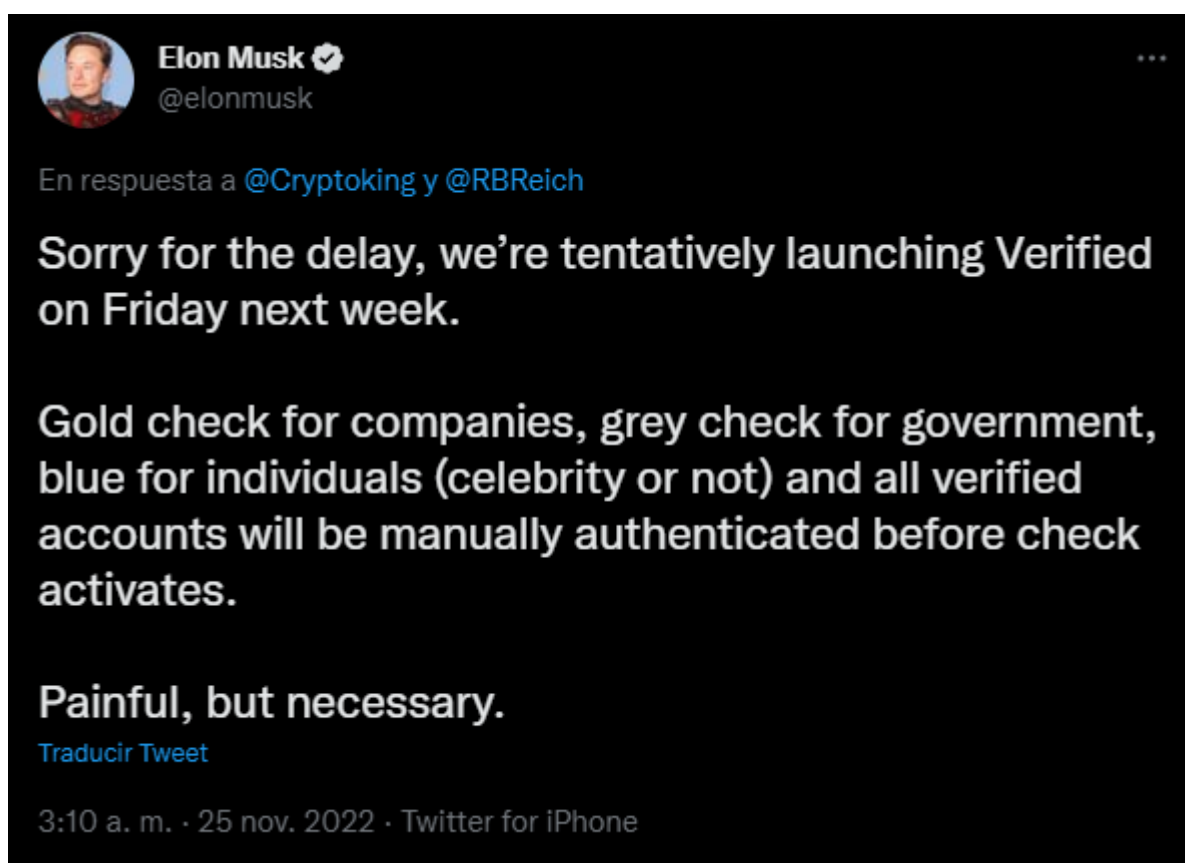 Elon Musk
@elonmusk
En respuesta a @Cryptoking y @RBReich
Sorry for the delay, we’re tentatively launching Verified
on Friday next week.
Gold check for companies, grey check for government,
blue for individuals (celebrity or not) and all verified
accounts will be manually authenticated before check
activates.
Painful, but necessary.
Traducir Tweet
3:10 a. m. · 25 nov. 2022 · Twitter for iPhone